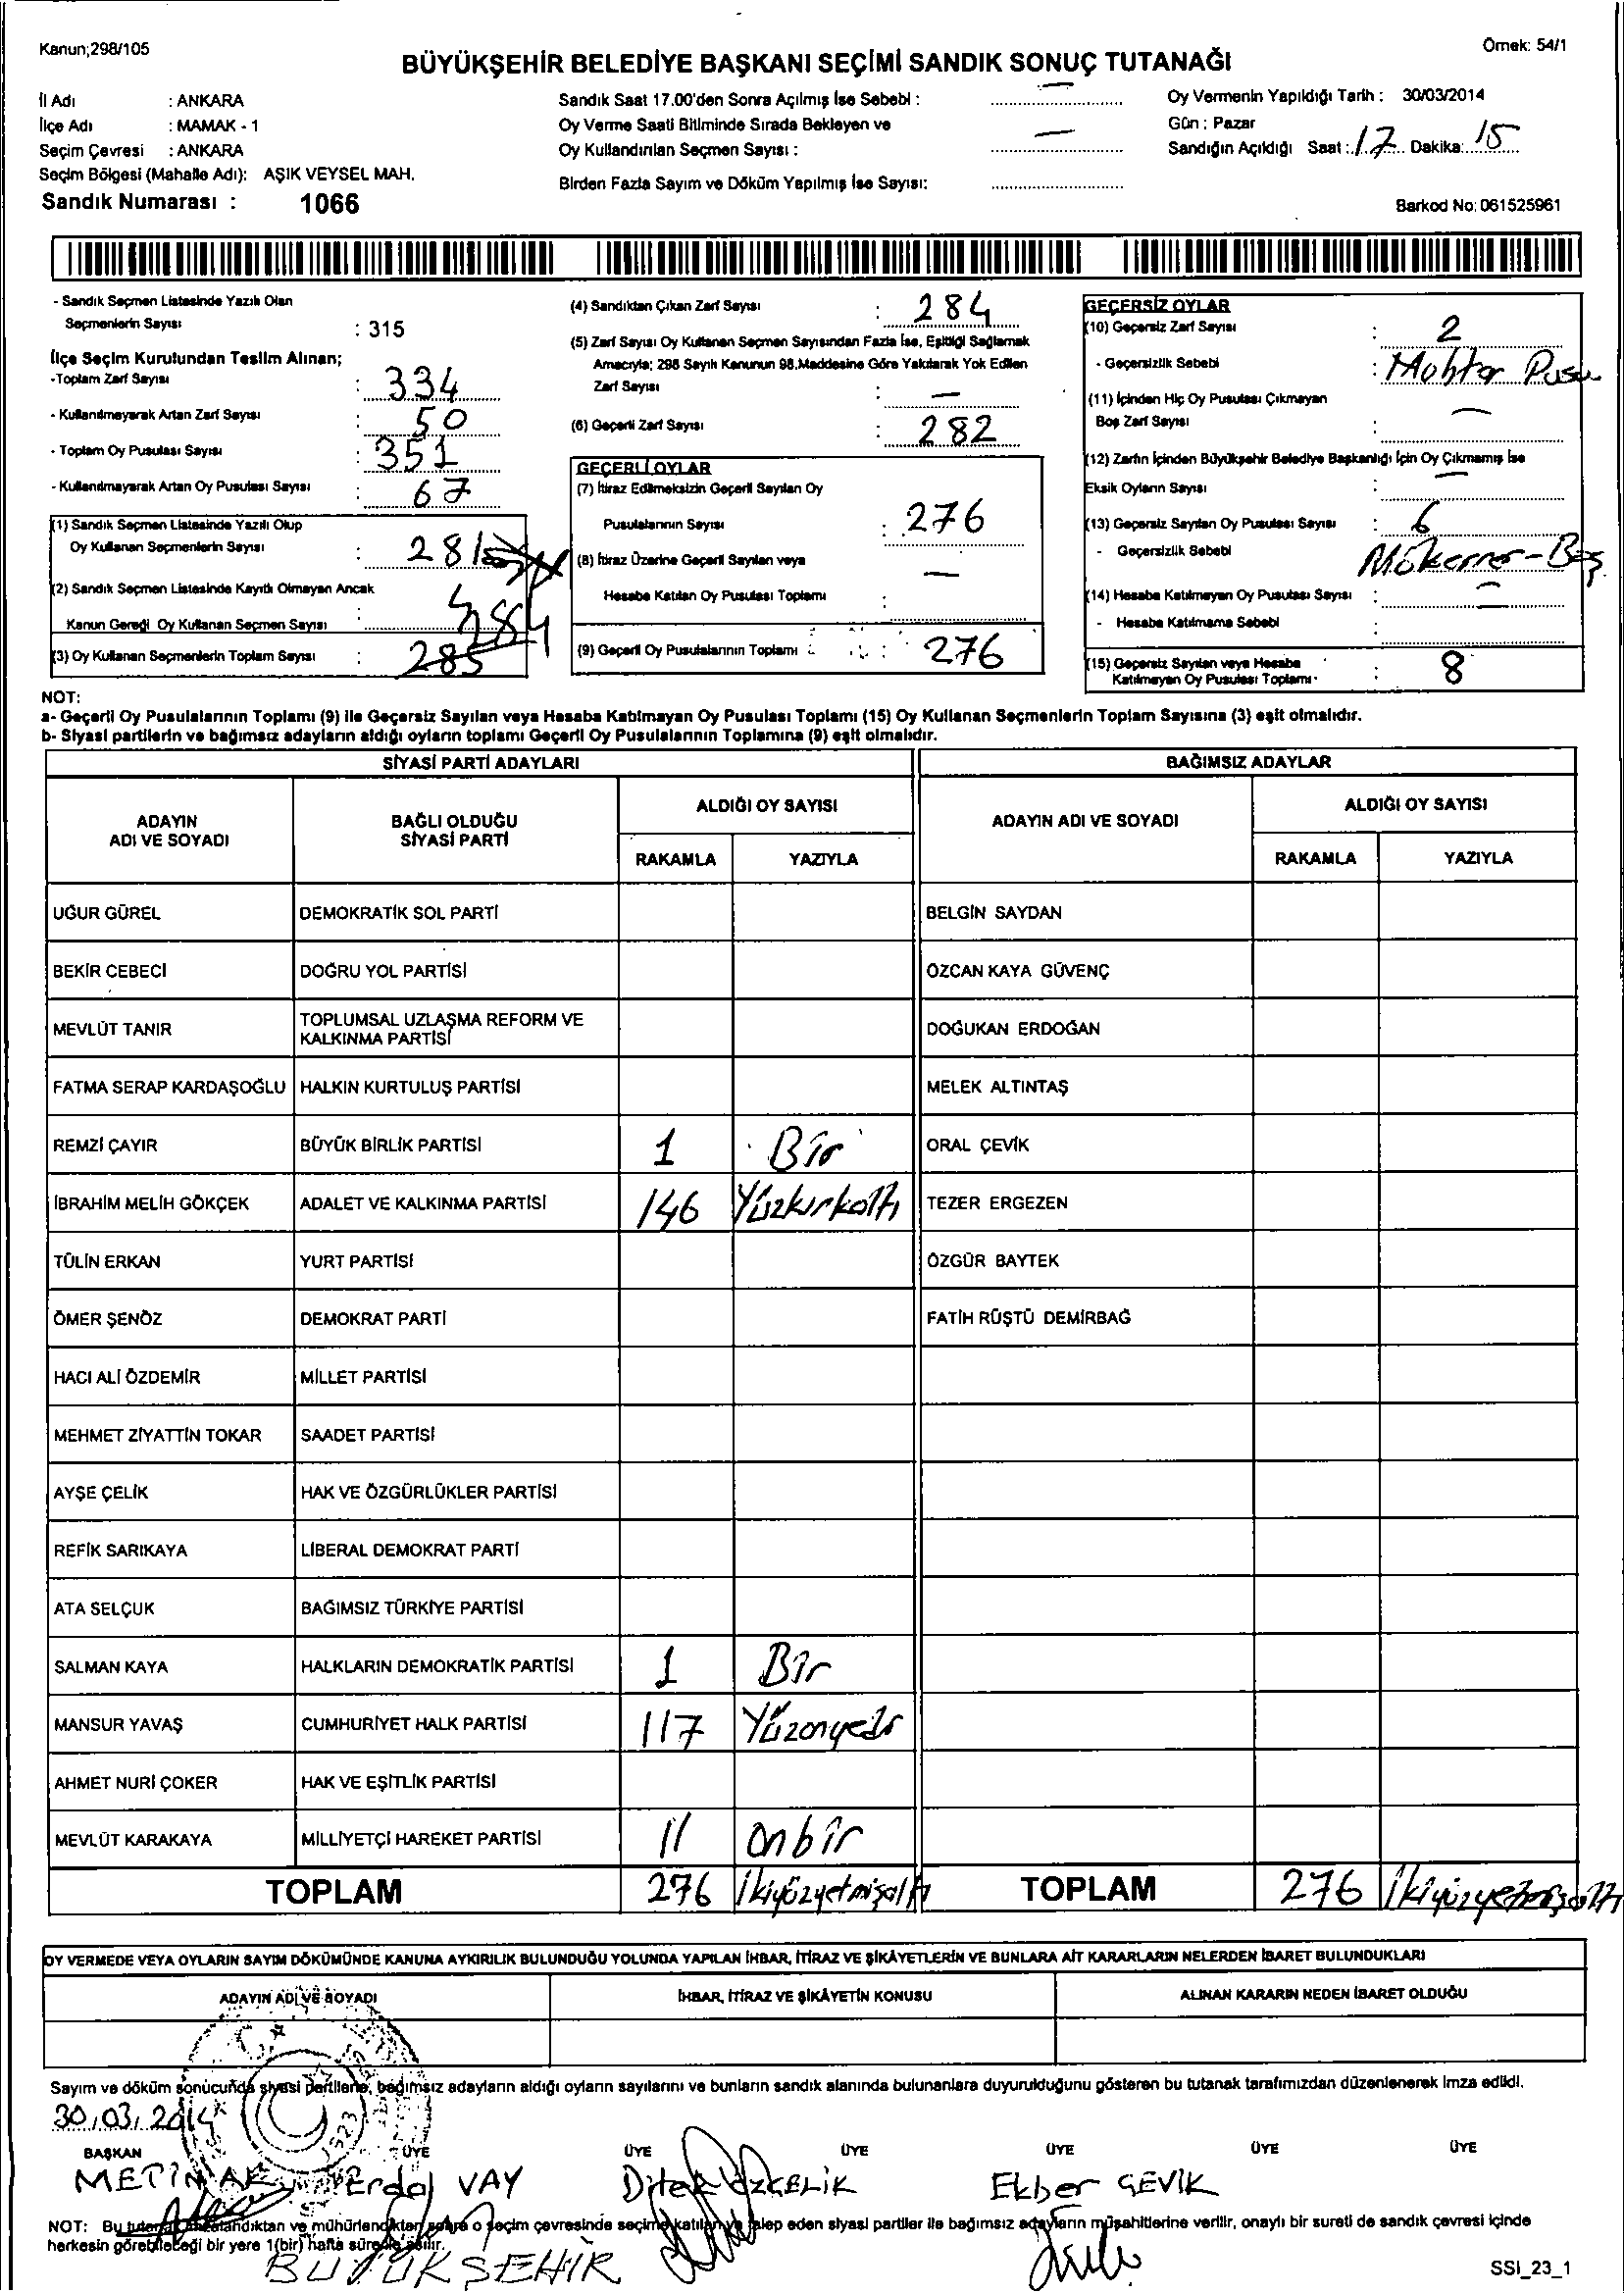 Kanun;298/105
Örnek: 54/1
BÜYÜKŞEHİR BELEDİYE BAŞKANI SEÇİMİ SANDIK SONUÇ TUTANAĞI
İl Adı : ANKARA
İlçe Adı : MAMAK - 1
Seçim Çevresi : ANKARA
Seçim Bölgesi (Mahalle Adı): AŞIK VEYSEL MAH.
Sandık Numarası : 1066
Sandık Saat 17.00'den Sonra Açılmış İse Sebebi : —
Oy Verme Saati Bitiminde Sırada Bekleyen ve
Oy Kullandırılan Seçmen Sayısı : —
Birden Fazla Sayım ve Döküm Yapılmış İse Sayısı:
Oy Vermenin Yapıldığı Tarih : 30/03/2014
Gün : Pazar
Sandığın Açıldığı Saat : 17 Dakika: 15
Barkod No: 061525961
- Sandık Seçmen Listesinde Yazılı Olan
Seçmenlerin Sayısı : 315
İlçe Seçim Kurulundan Teslim Alınan;
-Toplam Zarf Sayısı : 334
- Kullanılmayarak Artan Zarf Sayısı : 50
- Toplam Oy Pusulası Sayısı : 351
- Kullanılmayarak Artan Oy Pusulası Sayısı : 67
(1) Sandık Seçmen Listesinde Yazılı Olup
Oy Kullanan Seçmenlerin Sayısı : 281
(2) Sandık Seçmen Listesinde Kayıtlı Olmayan Ancak
Kanun Gereği Oy Kullanan Seçmen Sayısı :
(3) Oy Kullanan Seçmenlerin Toplam Sayısı : 285 284
(4) Sandıktan Çıkan Zarf Sayısı : 284
(5) Zarf Sayısı Oy Kullanan Seçmen Sayısından Fazla İse, Eşitliği Sağlamak
Amacıyla; 298 Sayılı Kanunun 98.Maddesine Göre Yakılarak Yok Edilen
Zarf Sayısı : —
(6) Geçerli Zarf Sayısı : 282
GEÇERLİ OYLAR
(7) İtiraz Edilmeksizin Geçerli Sayılan Oy
Pusulalarının Sayısı : 276
(8) İtiraz Üzerine Geçerli Sayılan veya
Hesaba Katılan Oy Pusulası Toplamı : —
(9) Geçerli Oy Pusulalarının Toplamı : 276
GEÇERSİZ OYLAR
(10) Geçersiz Zarf Sayısı : 2
- Geçersizlik Sebebi : Muhtar Pusu
(11) İçinden Hiç Oy Pusulası Çıkmayan
Boş Zarf Sayısı : —
(12) Zarfın İçinden Büyükşehir Belediye Başkanlığı İçin Oy Çıkmamış İse
Eksik Oyların Sayısı : —
(13) Geçersiz Sayılan Oy Pusulası Sayısı : 6
- Geçersizlik Sebebi Mükerrer-Boş
(14) Hesaba Katılmayan Oy Pusulası Sayısı : —
- Hesaba Katılmama Sebebi :
(15) Geçersiz Sayılan veya Hesaba
Katılmayan Oy Pusulası Toplamı : 8
NOT:
a- Geçerli Oy Pusulalarının Toplamı (9) ile Geçersiz Sayılan veya Hesaba Katılmayan Oy Pusulası Toplamı (15) Oy Kullanan Seçmenlerin Toplam Sayısına (3) eşit olmalıdır.
b- Siyasi partilerin ve bağımsız adayların aldığı oyların toplamı Geçerli Oy Pusulalarının Toplamına (9) eşit olmalıdır.
SİYASİ PARTİ ADAYLARI BAĞIMSIZ ADAYLAR
ADAYIN ADI VE SOYADI BAĞLI OLDUĞU SİYASİ PARTİ ALDIĞI OY SAYISI ADAYIN ADI VE SOYADI ALDIĞI OY SAYISI
RAKAMLA YAZIYLA RAKAMLA YAZIYLA
UĞUR GÜREL DEMOKRATİK SOL PARTİ BELGİN SAYDAN
BEKİR CEBECİ DOĞRU YOL PARTİSİ ÖZCAN KAYA GÜVENÇ
MEVLÜT TANIR TOPLUMSAL UZLAŞMA REFORM VE KALKINMA PARTİSİ DOĞUKAN ERDOĞAN
FATMA SERAP KARDAŞOĞLU HALKIN KURTULUŞ PARTİSİ MELEK ALTINTAŞ
REMZİ ÇAYIR BÜYÜK BİRLİK PARTİSİ 1 Bir ORAL ÇEVİK
İBRAHİM MELİH GÖKÇEK ADALET VE KALKINMA PARTİSİ 146 Yüzkırkaltı TEZER ERGEZEN
TÜLİN ERKAN YURT PARTİSİ ÖZGÜR BAYTEK
ÖMER ŞENÖZ DEMOKRAT PARTİ FATİH RÜŞTÜ DEMİRBAĞ
HACI ALİ ÖZDEMİR MİLLET PARTİSİ
MEHMET ZİYATTİN TOKAR SAADET PARTİSİ
AYŞE ÇELİK HAK VE ÖZGÜRLÜKLER PARTİSİ
REFİK SARIKAYA LİBERAL DEMOKRAT PARTİ
ATA SELÇUK BAĞIMSIZ TÜRKİYE PARTİSİ
SALMAN KAYA HALKLARIN DEMOKRATİK PARTİSİ 1 Bir
MANSUR YAVAŞ CUMHURİYET HALK PARTİSİ 117 Yüzonyedi
AHMET NURİ ÇOKER HAK VE EŞİTLİK PARTİSİ
MEVLÜT KARAKAYA MİLLİYETÇİ HAREKET PARTİSİ 11 onbir
TOPLAM 276 İkiyüzyetmişaltı TOPLAM 276 İkiyüzyetmişaltı
OY VERMEDE VEYA OYLARIN SAYIM DÖKÜMÜNDE KANUNA AYKIRILIK BULUNDUĞU YOLUNDA YAPILAN İHBAR, İTİRAZ VE ŞİKÂYETLERİN VE BUNLARA AİT KARARLARIN NELERDEN İBARET BULUNDUKLARI
ADAYIN ADI VE SOYADI İHBAR, İTİRAZ VE ŞİKÂYETİN KONUSU ALINAN KARARIN NEDEN İBARET OLDUĞU
Sayım ve döküm sonucunda siyasi partilerle, bağımsız adayların aldığı oyların sayılarını ve bunların sandık alanında bulunanlara duyurulduğunu gösteren bu tutanak tarafımızdan düzenlenerek imza edildi.
30.03.2014
BAŞKAN ÜYE ÜYE ÜYE ÜYE ÜYE ÜYE
METİN AK Erdal VAY Dilek ÖZÇELİK Ekber ÇEVİK
NOT: Bu tutanak imzalandıktan ve mühürlendikten sonra o seçim çevresinde seçime katılan ve talep eden siyasi partiler ile bağımsız adayların müşahitlerine verilir, onaylı bir sureti de sandık çevresi içinde
herkesin görebileceği bir yere 1(bir) hafta süreyle asılır.
BÜYÜKŞEHİR
SSI_23_1